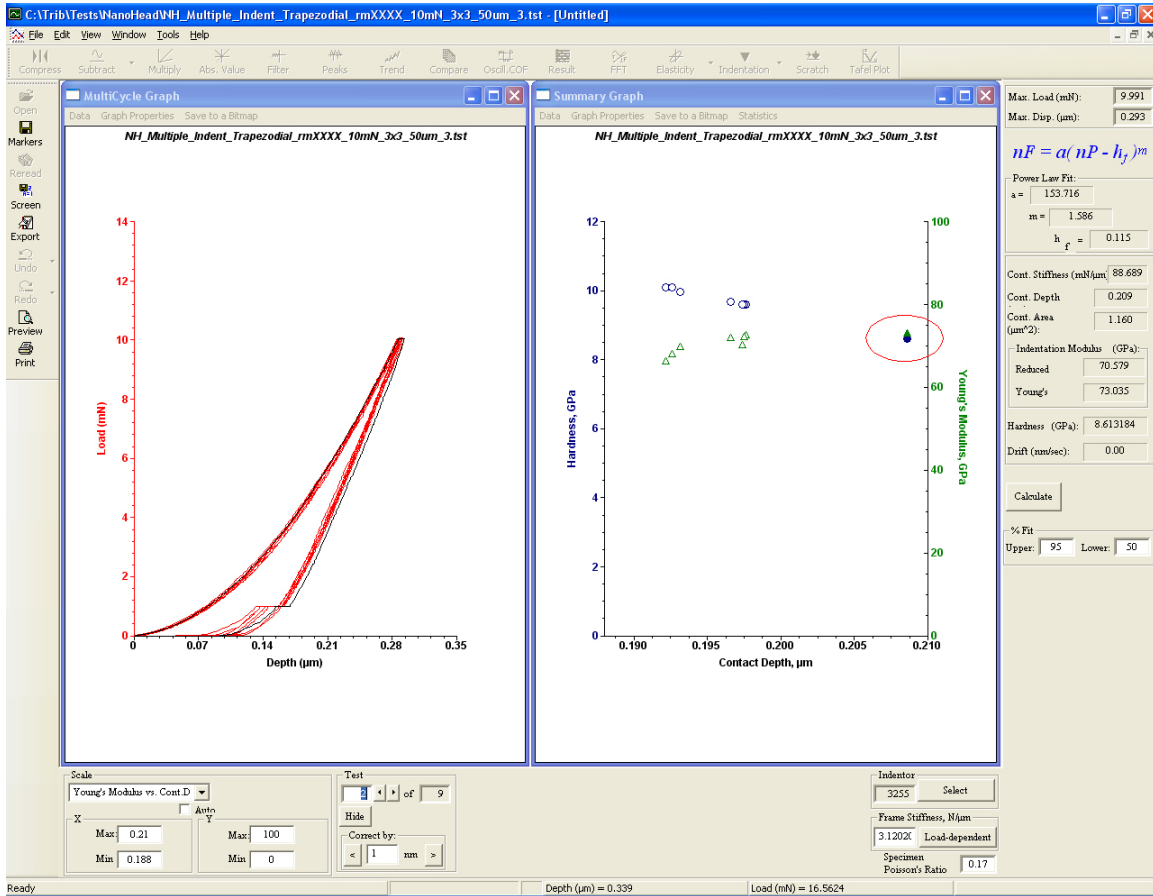 C:\Trib\Tests\NanoHead\NH_Multiple_Indent_Trapezodial_rmXXXX_10mN_3x3_50um_3.tst - [Untitled]
File Edit View Window Tools Help
Compress Subtract Multiply Abs. Value Filter Peaks Trend Compare Oscill.COF Result FFT Elasticity Indentation Scratch Tafel Plot
Open
Markers
Reread
Screen
Export
Undo
Redo
Preview
Print
MultiCycle Graph
Data Graph Properties Save to a Bitmap
NH_Multiple_Indent_Trapezodial_rmXXXX_10mN_3x3_50um_3.tst
14
12
10
8
6
4
2
0
Load (mN)
0 0.07 0.14 0.21 0.28 0.35
Depth (µm)
Summary Graph
Data Graph Properties Save to a Bitmap Statistics
NH_Multiple_Indent_Trapezodial_rmXXXX_10mN_3x3_50um_3.tst
12
10
8
6
4
2
0
Hardness, GPa
100
80
60
40
20
0
Young's Modulus, GPa
0.190 0.195 0.200 0.205 0.210
Contact Depth, µm
Max. Load (mN): 9.991
Max. Disp. (µm): 0.293
nF = a( nP - hf )m
Power Law Fit:
a = 153.716
m = 1.586
h f = 0.115
Cont. Stiffness (mN/µm) 88.689
Cont. Depth 0.209
Cont. Area (µm^2): 1.160
Indentation Modulus (GPa):
Reduced 70.579
Young's 73.035
Hardness (GPa): 8.613184
Drift (nm/sec): 0.00
Calculate
% Fit
Upper: 95 Lower: 50
Scale
Young's Modulus vs. Cont.D
Auto
X
Max: 0.21
Min 0.188
Y
Max: 100
Min 0
Test
2 of 9
Hide
Correct by:
< 1 nm >
Indentor
3255 Select
Frame Stiffness, N/µm
3.1202( Load-dependent
Specimen Poisson's Ratio 0.17
Ready Depth (µm) = 0.339 Load (mN) = 16.5624